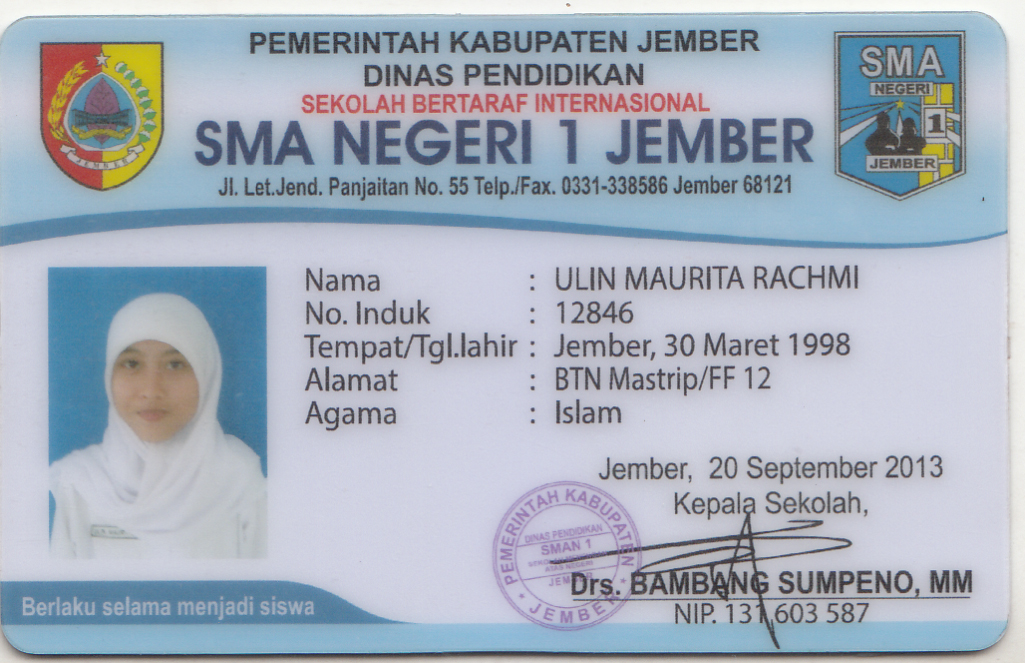 PEMERINTAH KABUPATEN JEMBER
DINAS PENDIDIKAN
SEKOLAH BERTARAF INTERNASIONAL
SMA NEGERI 1 JEMBER
Jl. Let.Jend. Panjaitan No. 55 Telp./Fax. 0331-338586 Jember 68121
JEMBER
SMA
NEGERI
1
JEMBER
Nama : ULIN MAURITA RACHMI
No. Induk : 12846
Tempat/Tgl.lahir : Jember, 30 Maret 1998
Alamat : BTN Mastrip/FF 12
Agama : Islam
Jember, 20 September 2013
Kepala Sekolah,
PEMERINTAH KABUPATEN
DINAS PENDIDIKAN
SMAN 1
JEMBER
Drs. BAMBANG SUMPENO, MM
NIP. 131 603 587
Berlaku selama menjadi siswa